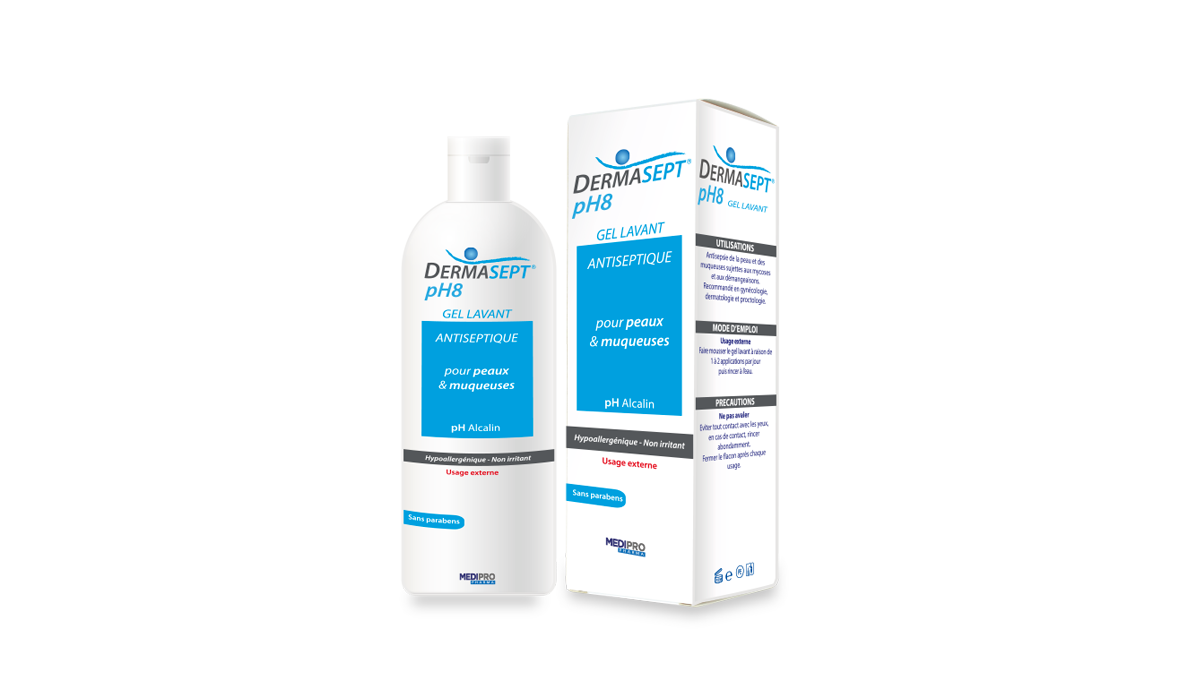 DERMASEPT®
pH8
GEL LAVANT
ANTISEPTIQUE
pour peaux
& muqueuses
pH Alcalin
Hypoallergénique - Non irritant
Usage externe
Sans parabens
MEDIPRO
PHARMA
DERMASEPT®
pH8
GEL LAVANT
ANTISEPTIQUE
pour peaux
& muqueuses
pH Alcalin
Hypoallergénique - Non irritant
Usage externe
Sans parabens
MEDIPRO
PHARMA
DERMASEPT®
pH8 GEL LAVANT
UTILISATIONS
Antisepsie de la peau et des
muqueuses sujettes aux mycoses
et aux démangeaisons,
Recommandé en gynécologie,
dermatologie et proctologie.
MODE D'EMPLOI
Usage externe
Faire mousser le gel lavant à raison de
1 à 2 applications par jour
puis rincer à l'eau.
PRECAUTIONS
Ne pas avaler
Eviter tout contact avec les yeux,
en cas de contact, rincer
abondamment.
Fermer le flacon après chaque
usage.